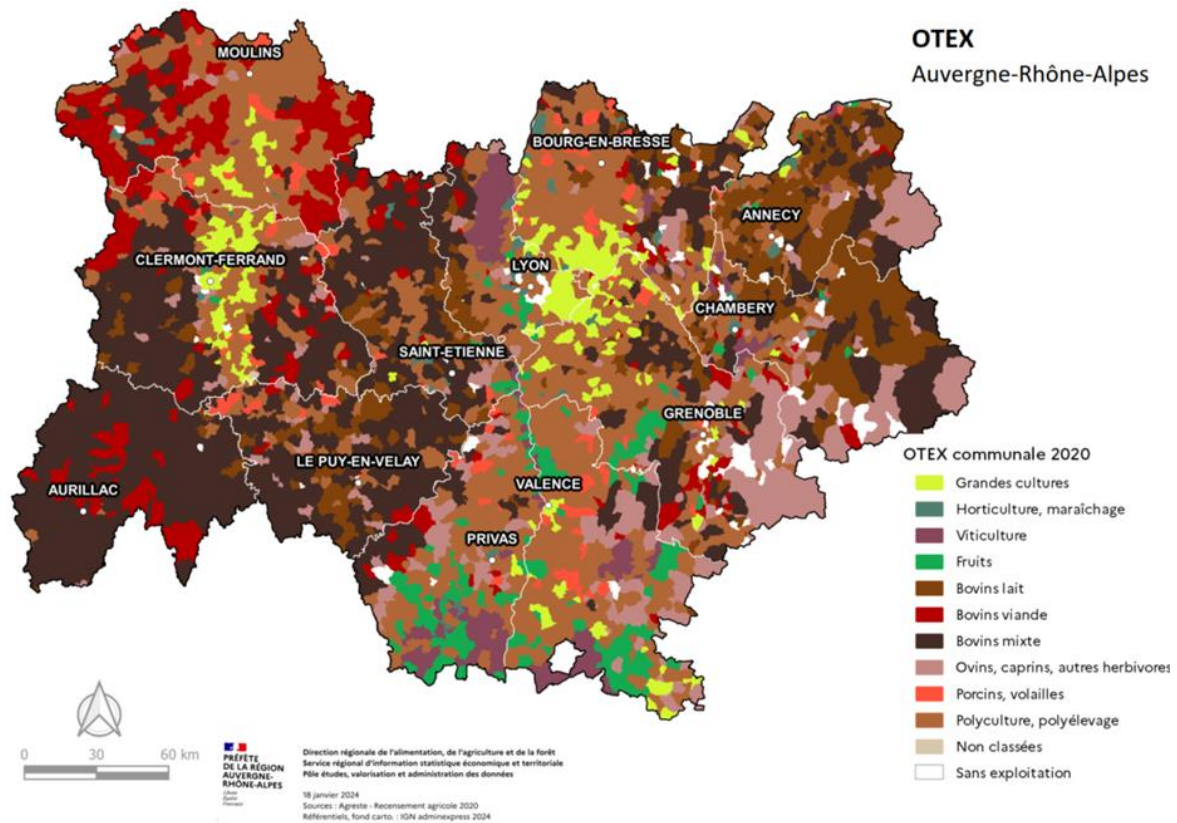 OTEX
Auvergne-Rhône-Alpes
MOULINS
BOURG-EN-BRESSE
ANNECY
CLERMONT-FERRAND
LYON
CHAMBERY
SAINT-ETIENNE
GRENOBLE
LE PUY-EN-VELAY
VALENCE
AURILLAC
PRIVAS
OTEX communale 2020
Grandes cultures
Horticulture, maraîchage
Viticulture
Fruits
Bovins lait
Bovins viande
Bovins mixte
Ovins, caprins, autres herbivores
Porcins, volailles
Polyculture, polyélevage
Non classées
Sans exploitation
0 30 60 km
PRÉFÈTE
DE LA RÉGION
AUVERGNE-
RHÔNE-ALPES
Liberté
Égalité
Fraternité
Direction régionale de l'alimentation, de l'agriculture et de la forêt
Service régional d'information statistique économique et territoriale
Pôle études, valorisation et administration des données
18 janvier 2024
Sources : Agreste - Recensement agricole 2020
Référentiels, fond carto. : IGN adminexpress 2024